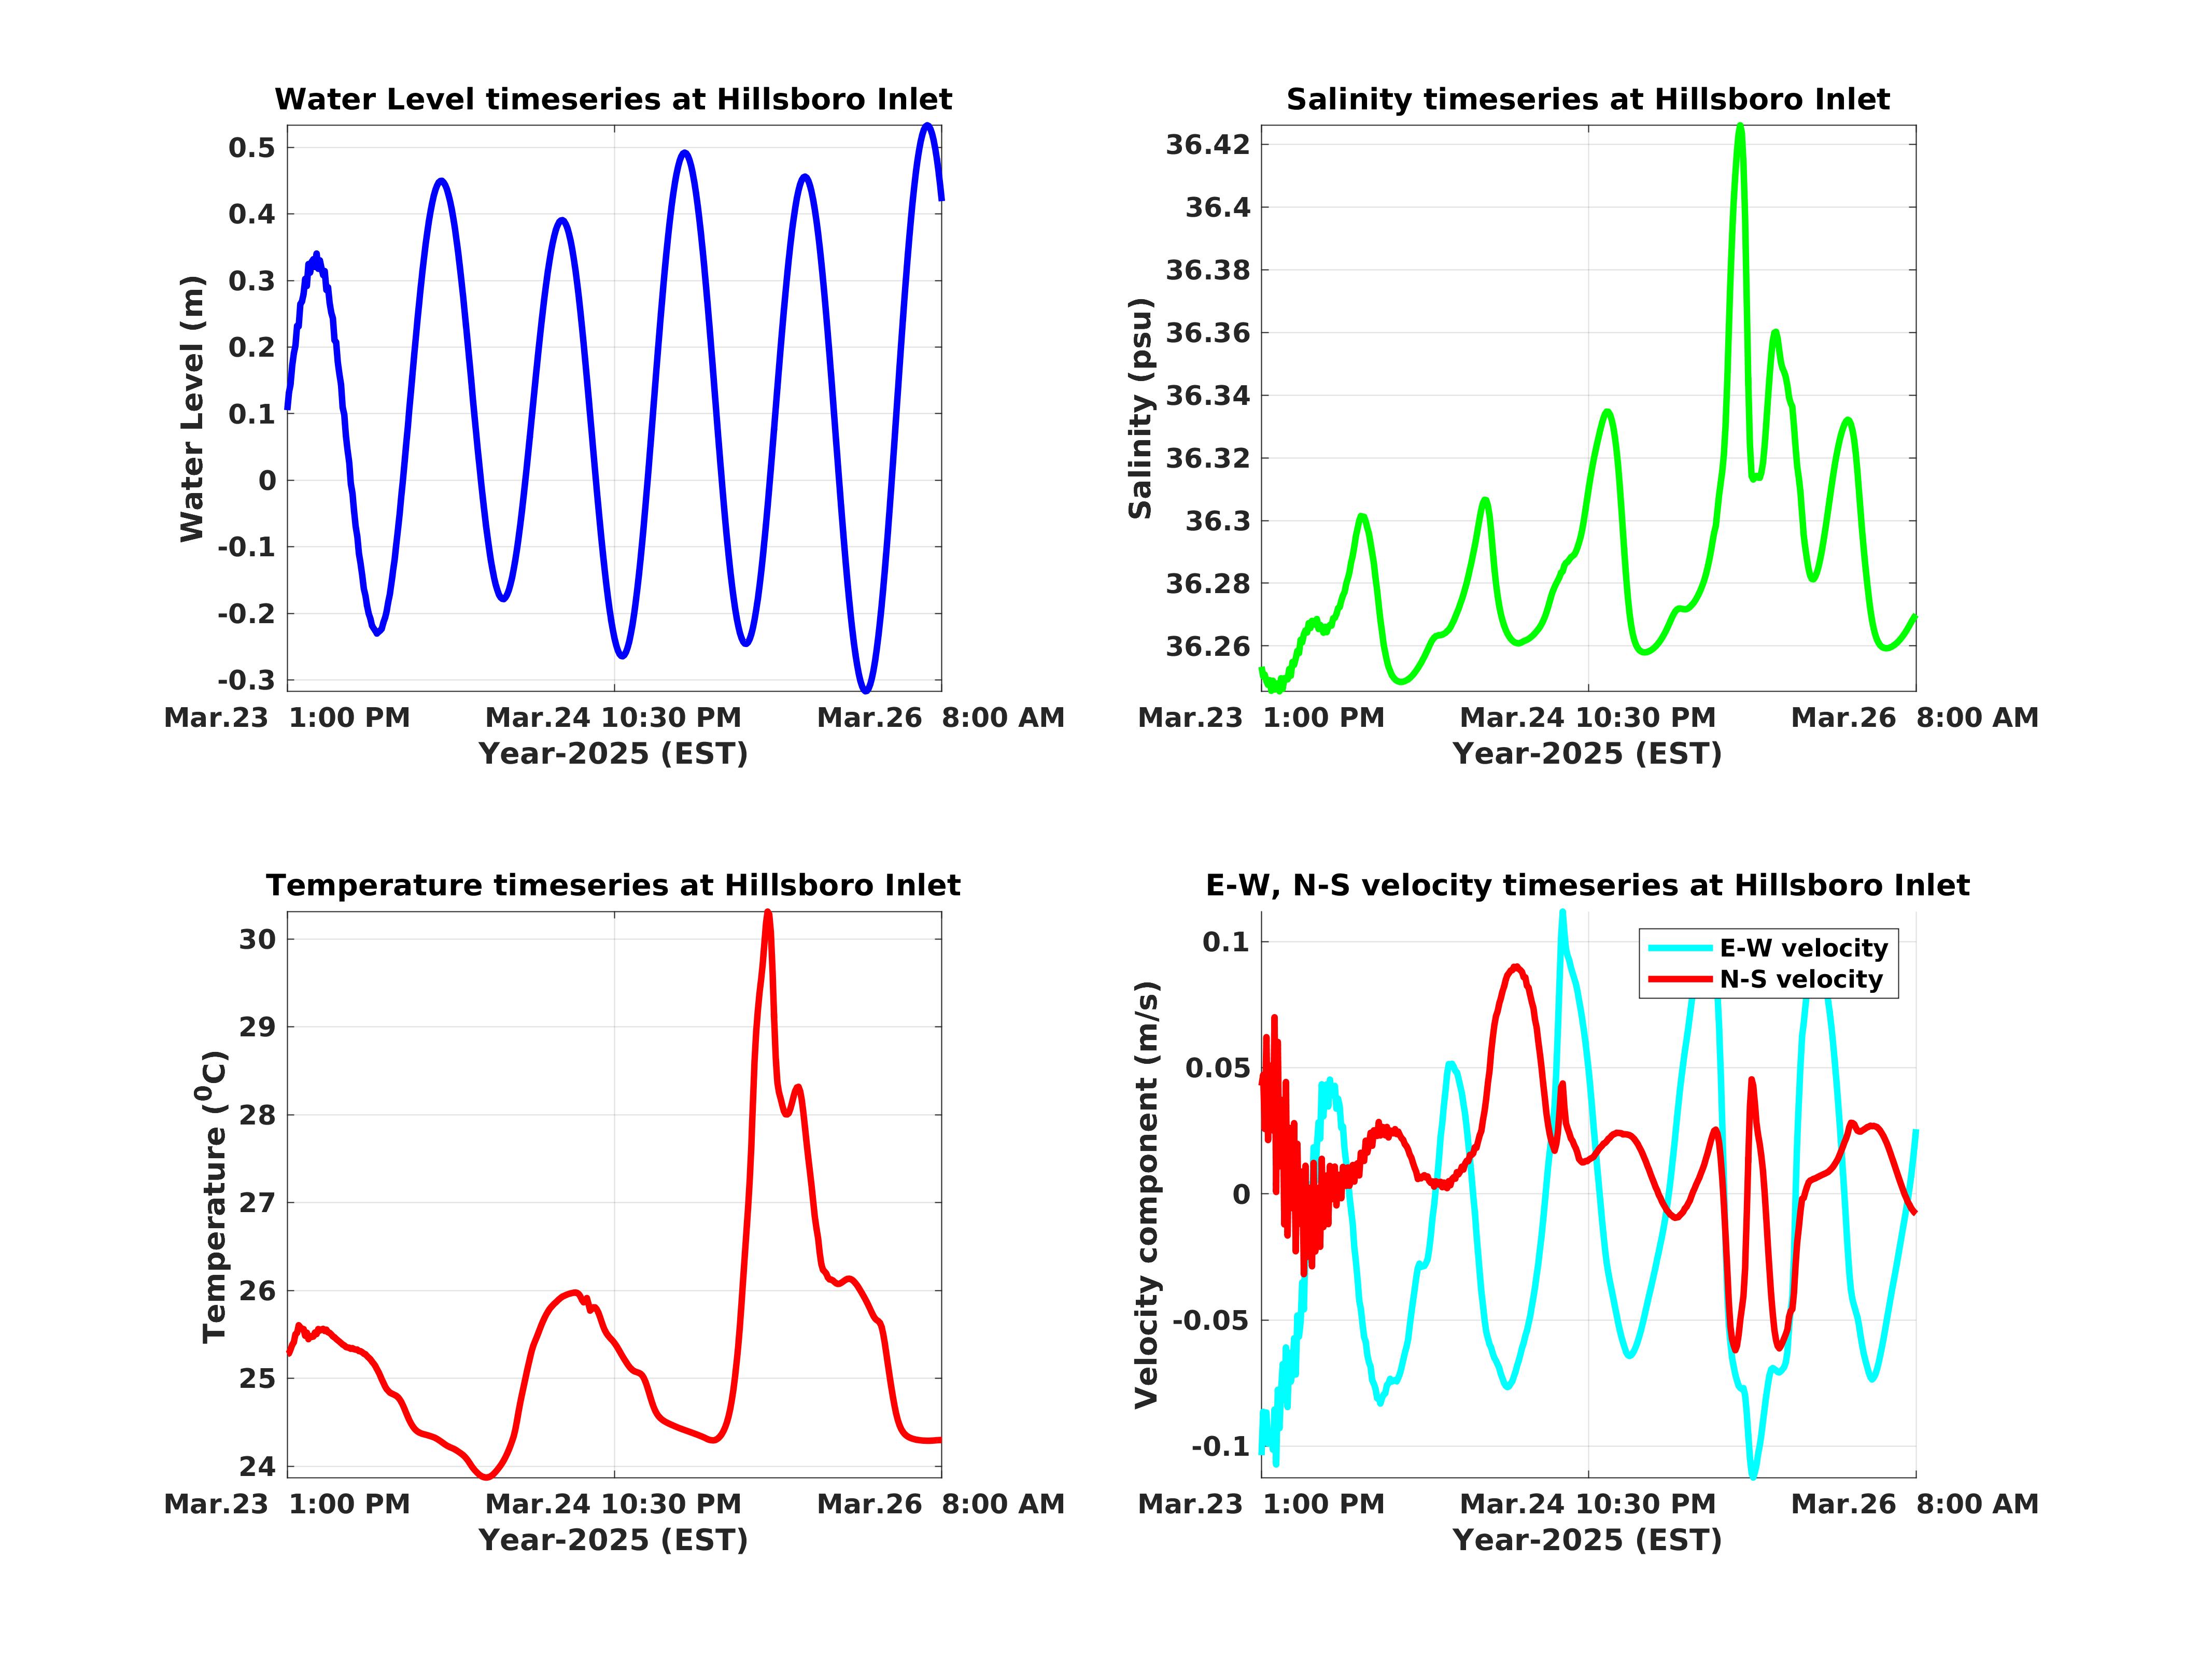 Water Level timeseries at Hillsboro Inlet
0.5
0.4
0.3
0.2
0.1
0
-0.1
-0.2
-0.3
Water Level (m)
Mar.23 1:00 PM Mar.24 10:30 PM Mar.26 8:00 AM
Year-2025 (EST)
Salinity timeseries at Hillsboro Inlet
36.42
36.4
36.38
36.36
36.34
36.32
36.3
36.28
36.26
Salinity (psu)
Mar.23 1:00 PM Mar.24 10:30 PM Mar.26 8:00 AM
Year-2025 (EST)
Temperature timeseries at Hillsboro Inlet
30
29
28
27
26
25
24
Temperature (⁰C)
Mar.23 1:00 PM Mar.24 10:30 PM Mar.26 8:00 AM
Year-2025 (EST)
E-W, N-S velocity timeseries at Hillsboro Inlet
E-W velocity
N-S velocity
0.1
0.05
0
-0.05
-0.1
Velocity component (m/s)
Mar.23 1:00 PM Mar.24 10:30 PM Mar.26 8:00 AM
Year-2025 (EST)